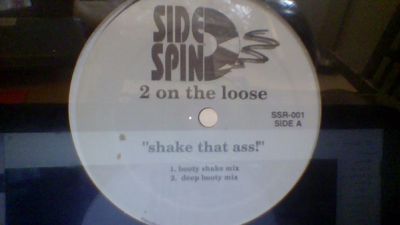 SIDE
SPIN
2 on the loose
SSR-001
SIDE A
"shake that ass!"
1. booty shake mix
2. deep booty mix